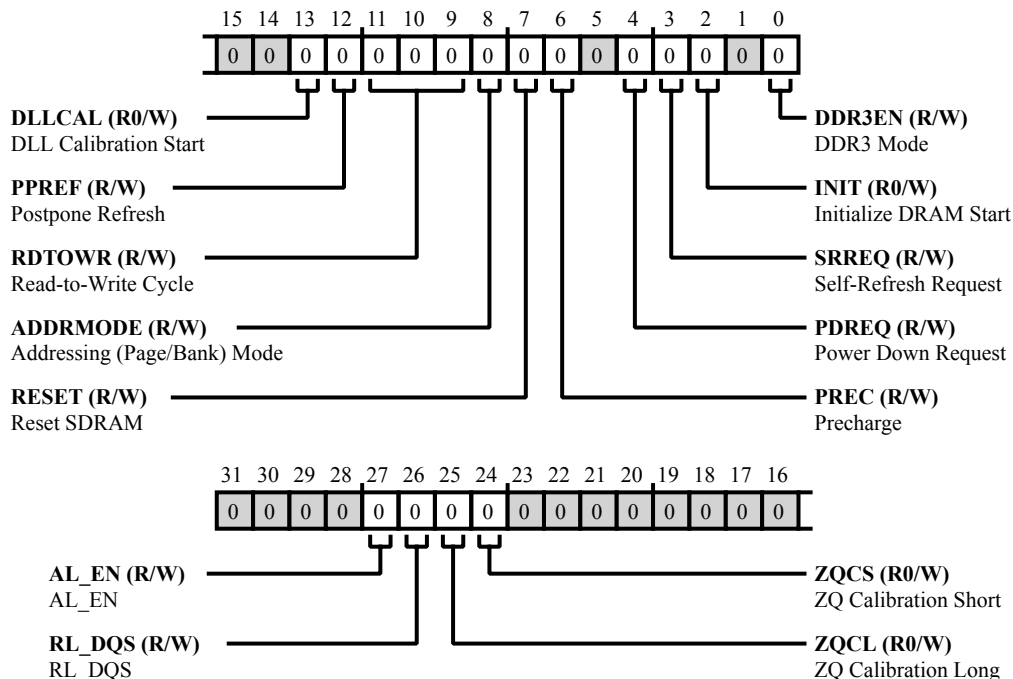 15 14 13 12 11 10 9 8 7 6 5 4 3 2 1 0
0 0 0 0 0 0 0 0 0 0 0 0 0 0 0 0
DLLCAL (R0/W)
DLL Calibration Start
PPREF (R/W)
Postpone Refresh
RDTOWR (R/W)
Read-to-Write Cycle
ADDRMODE (R/W)
Addressing (Page/Bank) Mode
RESET (R/W)
Reset SDRAM
DDR3EN (R/W)
DDR3 Mode
INIT (R0/W)
Initialize DRAM Start
SRREQ (R/W)
Self-Refresh Request
PDREQ (R/W)
Power Down Request
PREC (R/W)
Precharge
31 30 29 28 27 26 25 24 23 22 21 20 19 18 17 16
0 0 0 0 0 0 0 0 0 0 0 0 0 0 0 0
AL_EN (R/W)
AL_EN
RL_DQS (R/W)
RL_DQS
ZQCS (R0/W)
ZQ Calibration Short
ZQCL (R0/W)
ZQ Calibration Long